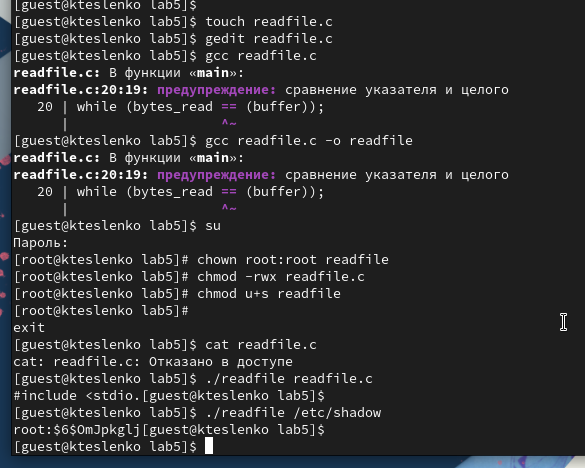 [guest@kteslenko lab5]$
[guest@kteslenko lab5]$ touch readfile.c
[guest@kteslenko lab5]$ gedit readfile.c
[guest@kteslenko lab5]$ gcc readfile.c
readfile.c: В функции «main»:
readfile.c:20:19: предупреждение: сравнение указателя и целого
   20 | while (bytes_read == (buffer));
      |                   ^~
[guest@kteslenko lab5]$ gcc readfile.c -o readfile
readfile.c: В функции «main»:
readfile.c:20:19: предупреждение: сравнение указателя и целого
   20 | while (bytes_read == (buffer));
      |                   ^~
[guest@kteslenko lab5]$ su
Пароль:
[root@kteslenko lab5]# chown root:root readfile
[root@kteslenko lab5]# chmod -rwx readfile.c
[root@kteslenko lab5]# chmod u+s readfile
[root@kteslenko lab5]#
exit
[guest@kteslenko lab5]$ cat readfile.c
cat: readfile.c: Отказано в доступе
[guest@kteslenko lab5]$ ./readfile readfile.c
#include <stdio.[guest@kteslenko lab5]$
[guest@kteslenko lab5]$ ./readfile /etc/shadow
root:$6$OmJpkglj[guest@kteslenko lab5]$
[guest@kteslenko lab5]$